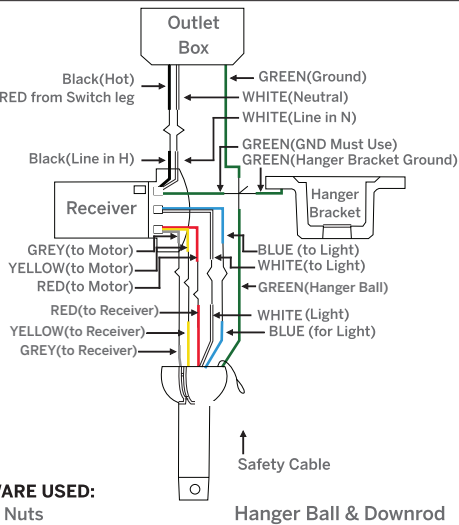 Outlet
Box
Black(Hot)
RED from Switch leg
GREEN(Ground)
WHITE(Neutral)
WHITE(Line in N)
GREEN(GND Must Use)
Black(Line in H)
GREEN(Hanger Bracket Ground)
Receiver
Hanger
Bracket
GREY(to Motor)
YELLOW(to Motor)
RED(to Motor)
BLUE (to Light)
WHITE(to Light)
GREEN(Hanger Ball)
RED(to Receiver)
WHITE (Light)
YELLOW(to Receiver)
BLUE (for Light)
GREY(to Receiver)
Safety Cable
WARE USED:
Nuts
Hanger Ball & Downrod